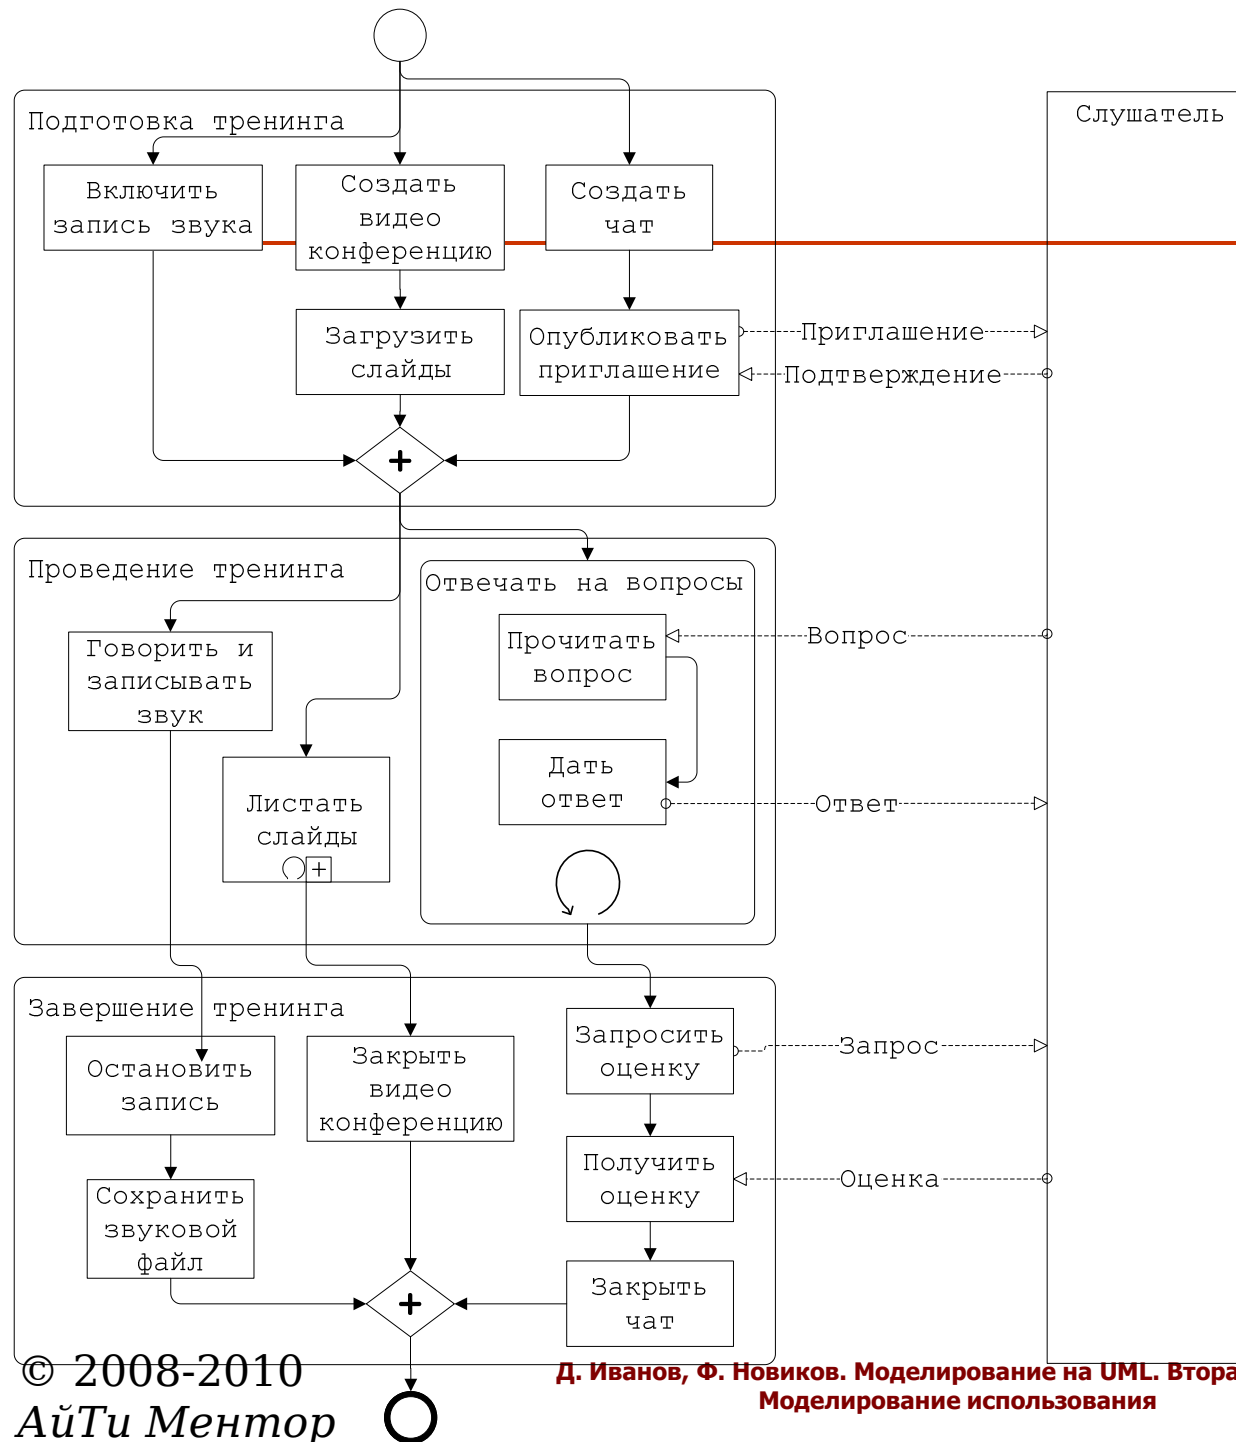 Подготовка тренинга
Слушатель
Включить
запись звука
Создать
видео
конференцию
Создать
чат
Загрузить
слайды
Опубликовать
приглашение
Приглашение
Подтверждение
+
Проведение тренинга
Отвечать на вопросы
Говорить и
записывать
звук
Прочитать
вопрос
Вопрос
Листать
слайды
+
Дать
ответ
Ответ
Завершение тренинга
Остановить
запись
Закрыть
видео
конференцию
Запросить
оценку
Запрос
Сохранить
звуковой
файл
Получить
оценку
Оценка
+
Закрыть
чат
© 2008-2010
АйТи Ментор
Д. Иванов, Ф. Новиков. Моделирование на UML. Втора
Моделирование использования